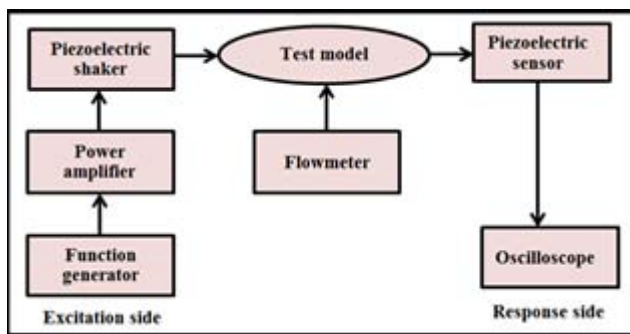 Piezoelectric
shaker
Test model
Piezoelectric
sensor
Power
amplifier
Flowmeter
Function
generator
Oscilloscope
Excitation side
Response side